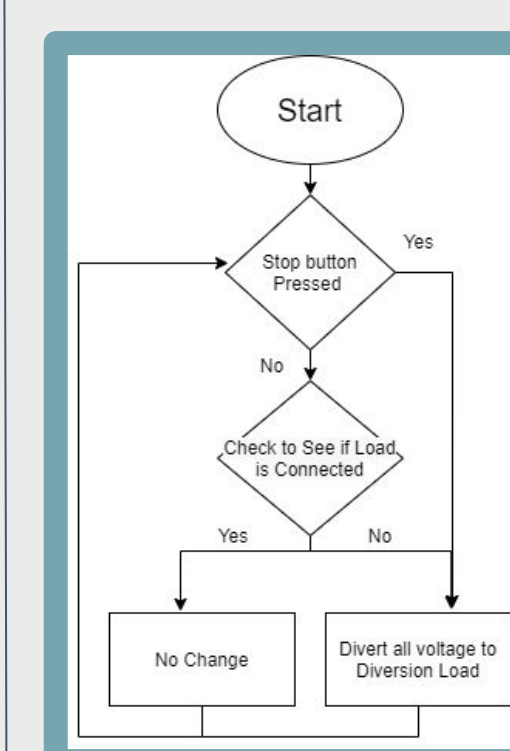 Start
Stop button
Pressed
Yes
No
Check to See if Load
is Connected
Yes
No
No Change
Divert all voltage to
Diversion Load